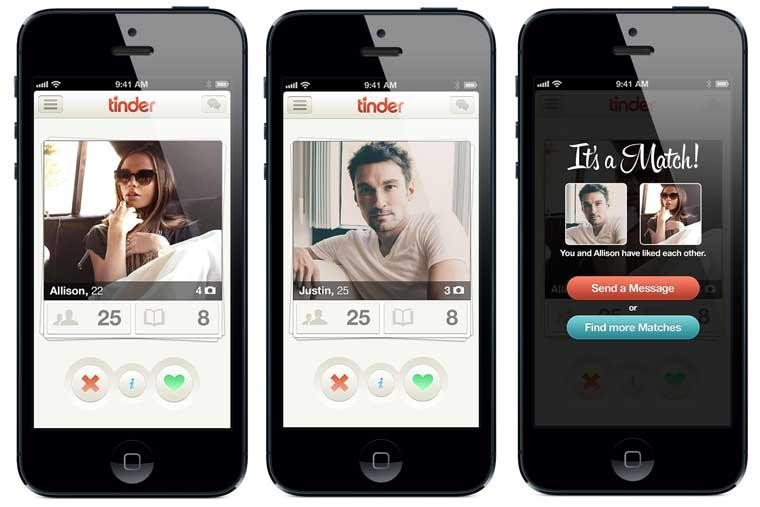 9:41 AM
tinder
Allison, 22
4
25
8
9:41 AM
tinder
Justin, 25
3
25
8
9:41 AM
tinder
It's a Match!
You and Allison have liked each other.
Send a Message
or
Find more Matches